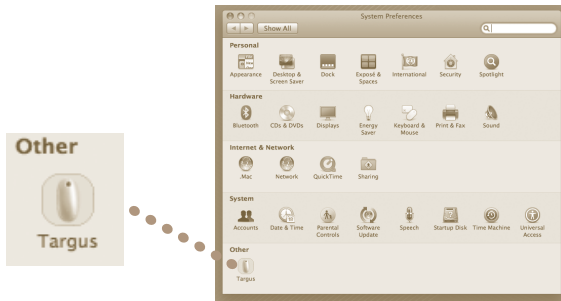 Other
Targus
System Preferences
Show All
Personal
Appearance
Desktop & Screen Saver
Dock
Exposé & Spaces
International
Security
Spotlight
Hardware
Bluetooth
CDs & DVDs
Displays
Energy Saver
Keyboard & Mouse
Print & Fax
Sound
Internet & Network
.Mac
Network
QuickTime
Sharing
System
Accounts
Date & Time
Parental Controls
Software Update
Speech
Startup Disk
Time Machine
Universal Access
Other
Targus